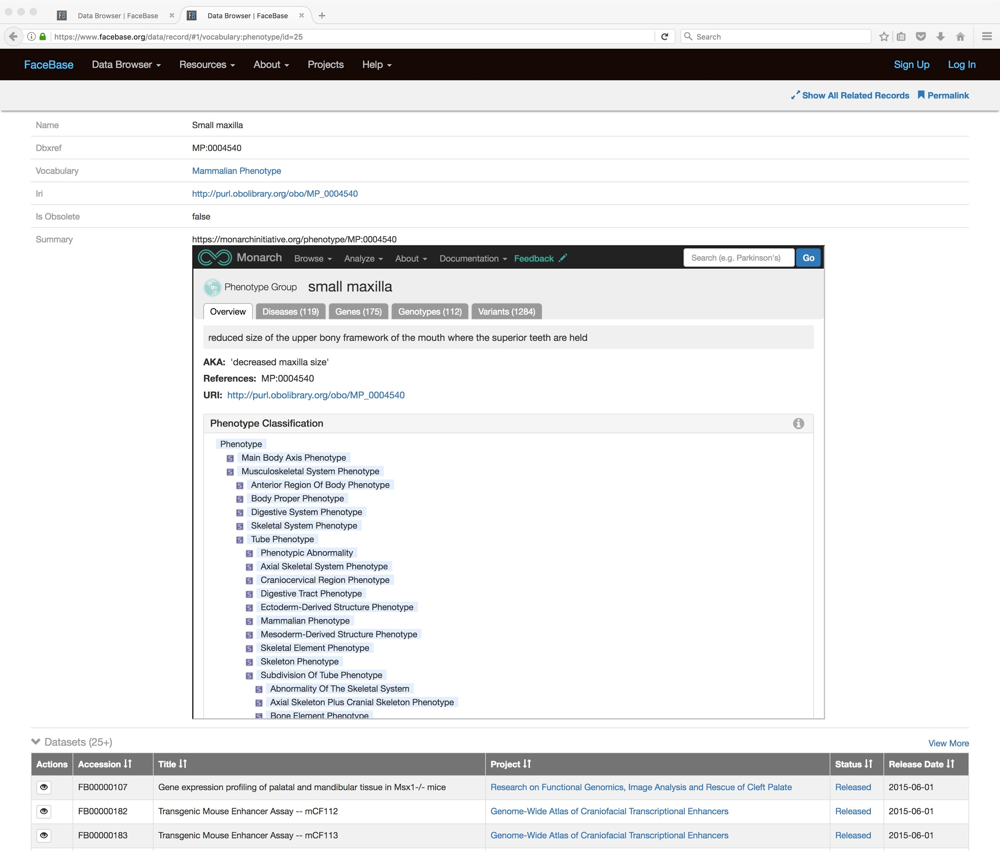 FB Data Browser | FaceBase × FB Data Browser | FaceBase × +
https://www.facebase.org/data/record/#1/vocabulary:phenotype/id=25 Search
FaceBase Data Browser Resources About Projects Help Sign Up Log In
Show All Related Records Permalink
Name Small maxilla
Dbxref MP:0004540
Vocabulary Mammalian Phenotype
Iri http://purl.obolibrary.org/obo/MP_0004540
Is Obsolete false
Summary https://monarchinitiative.org/phenotype/MP:0004540
Monarch Browse Analyze About Documentation Feedback Search (e.g. Parkinson's) Go
Phenotype Group small maxilla
Overview Diseases (119) Genes (175) Genotypes (112) Variants (1284)
reduced size of the upper bony framework of the mouth where the superior teeth are held
AKA: 'decreased maxilla size'
References: MP:0004540
URI: http://purl.obolibrary.org/obo/MP_0004540
Phenotype Classification
Phenotype
S Main Body Axis Phenotype
S Musculoskeletal System Phenotype
S Anterior Region Of Body Phenotype
S Body Proper Phenotype
S Digestive System Phenotype
S Skeletal System Phenotype
S Tube Phenotype
S Phenotypic Abnormality
S Axial Skeletal System Phenotype
S Craniocervical Region Phenotype
S Digestive Tract Phenotype
S Ectoderm-Derived Structure Phenotype
S Mammalian Phenotype
S Mesoderm-Derived Structure Phenotype
S Skeletal Element Phenotype
S Skeleton Phenotype
S Subdivision Of Tube Phenotype
S Abnormality Of The Skeletal System
S Axial Skeleton Plus Cranial Skeleton Phenotype
S Bone Element Phenotype
Datasets (25+) View More
Actions Accession Title Project Status Release Date
FB00000107 Gene expression profiling of palatal and mandibular tissue in Msx1-/- mice Research on Functional Genomics, Image Analysis and Rescue of Cleft Palate Released 2015-06-01
FB00000182 Transgenic Mouse Enhancer Assay -- mCF112 Genome-Wide Atlas of Craniofacial Transcriptional Enhancers Released 2015-06-01
FB00000183 Transgenic Mouse Enhancer Assay -- mCF113 Genome-Wide Atlas of Craniofacial Transcriptional Enhancers Released 2015-06-01